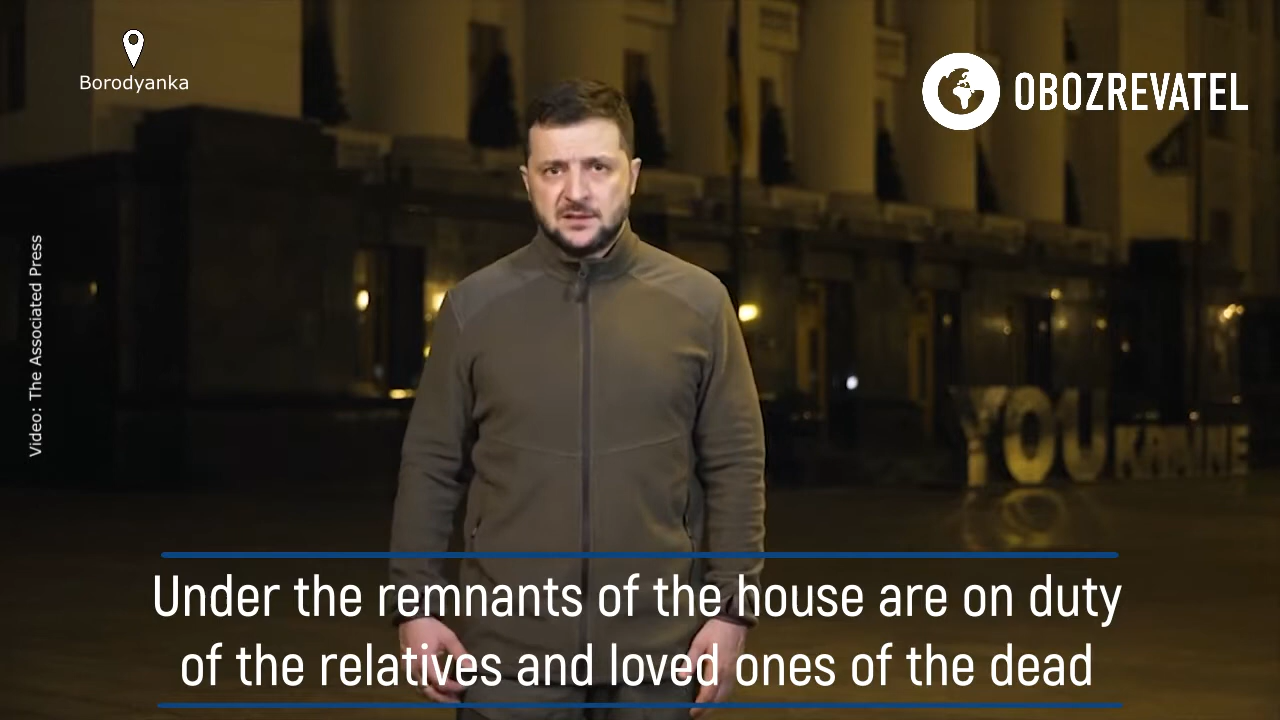 Borodyanka
OBOZREVATEL
Video: The Associated Press
YOU
KRAINE
Under the remnants of the house are on duty
of the relatives and loved ones of the dead